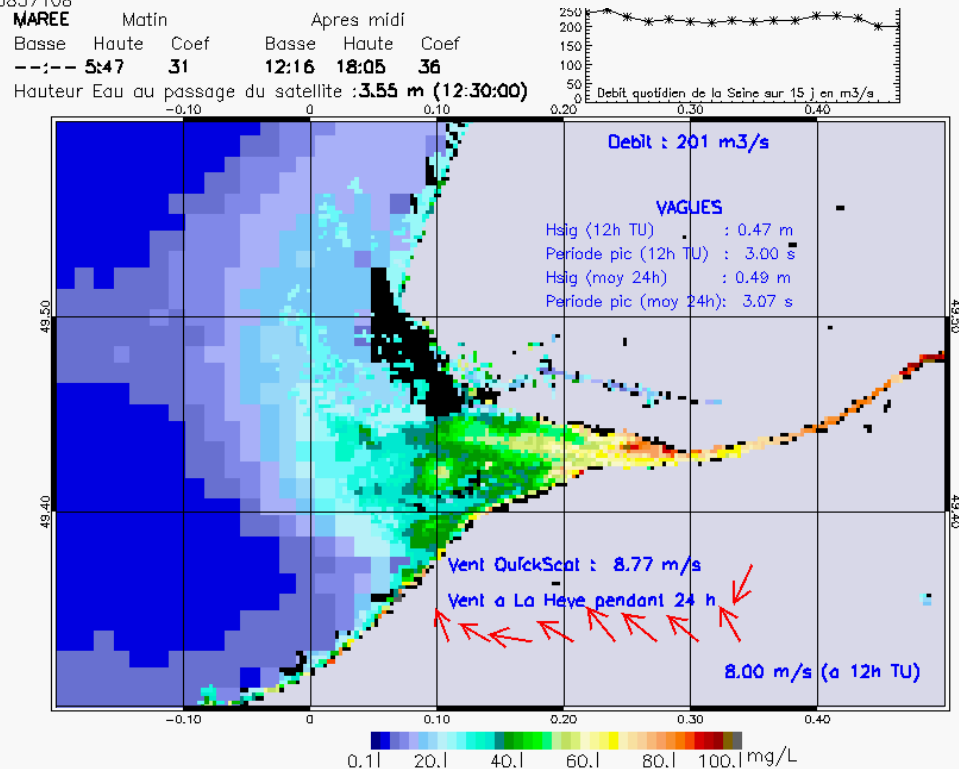 MAREE Matin Apres midi
Basse Haute Coef Basse Haute Coef
--:-- 5:47 31 12:16 18:05 36
Hauteur Eau au passage du satellite :3.55 m (12:30:00)
250
200
150
100
50
0
Debit quotidien de la Seine sur 15 j en m3/s
-0.10 0 0.10 0.20 0.30 0.40
Debit : 201 m3/s
VAGUES
Hsig (12h TU) : 0.47 m
Periode pic (12h TU) : 3.00 s
Hsig (moy 24h) : 0.49 m
Periode pic (moy 24h): 3.07 s
49.50 49.50
49.40 49.40
Vent QuickScat : 8.77 m/s
Vent a La Heve pendant 24 h
8.00 m/s (a 12h TU)
-0.10 0 0.10 0.20 0.30 0.40
0.1| 20.| 40.| 60.| 80.| 100.| mg/L